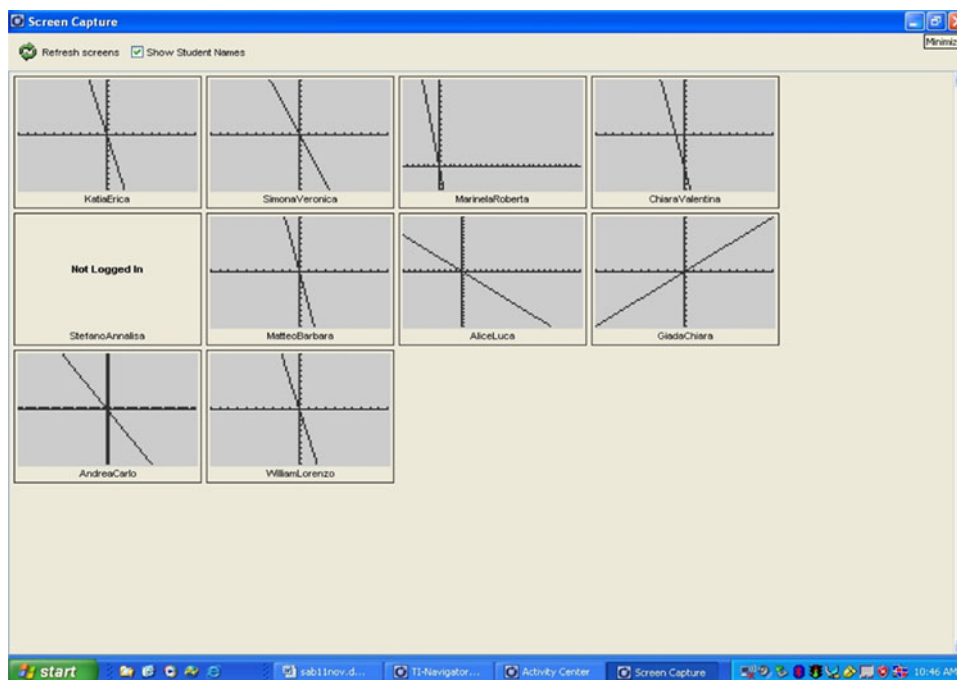 Screen Capture
Minimiz
Refresh screens Show Student Names
KatiaErica SimonaVeronica MarinelaRoberta ChiaraValentina
Not Logged In
StefanoAnnalisa MatteoBarbara AliceLuca GiadaChiara
AndreaCarlo WilliamLorenzo
start sab11nov.d... TI-Navigator... Activity Center Screen Capture 10:46 AM